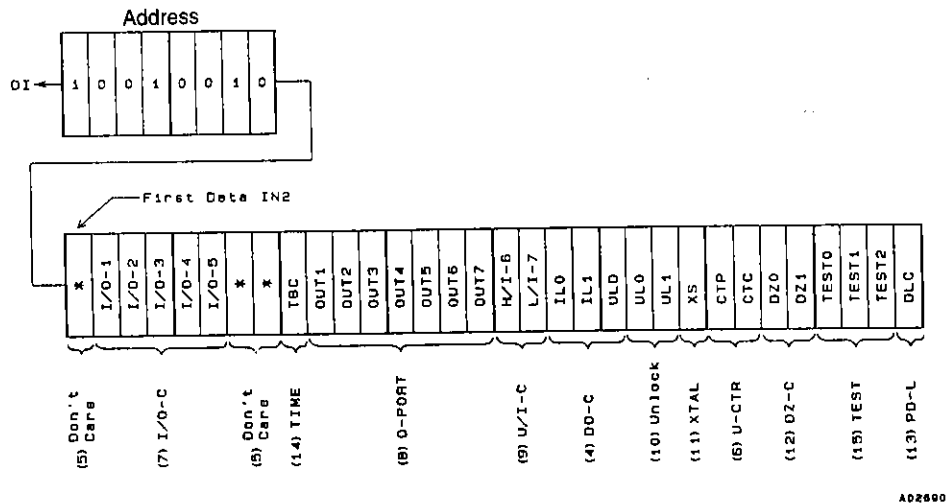 Address
DI
1 0 0 1 0 0 1 0
First Data IN2
* I/O-1 I/O-2 I/O-3 I/O-4 I/O-5 * * TBC OUT1 OUT2 OUT3 OUT4 OUT5 OUT6 OUT7 H/I-6 L/I-7 IL0 IL1 ULD UL0 UL1 XS CTP CTC DZ0 DZ1 TEST0 TEST1 TEST2 DLC
(5) Don't Care
(7) I/O-C
(5) Don't Care
(14) TIME
(8) O-PORT
(9) U/I-C
(4) DO-C
(10) Unlock
(11) XTAL
(6) U-CTR
(12) DZ-C
(15) TEST
(13) PD-L
AD2690